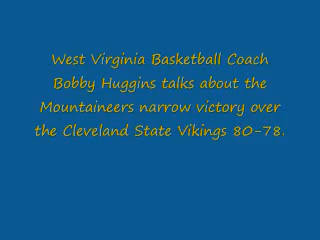 West Virginia Basketball Coach
Bobby Huggins talks about the
Mountaineers narrow victory over
the Cleveland State Vikings 80-78.